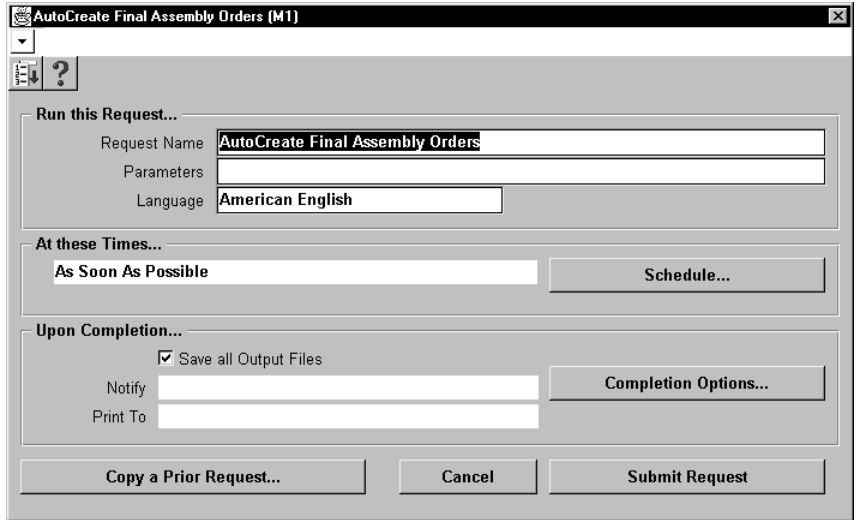 AutoCreate Final Assembly Orders (M1)
?
Run this Request...
Request Name AutoCreate Final Assembly Orders
Parameters
Language American English
At these Times...
As Soon As Possible Schedule...
Upon Completion...
Save all Output Files
Notify Completion Options...
Print To
Copy a Prior Request... Cancel Submit Request